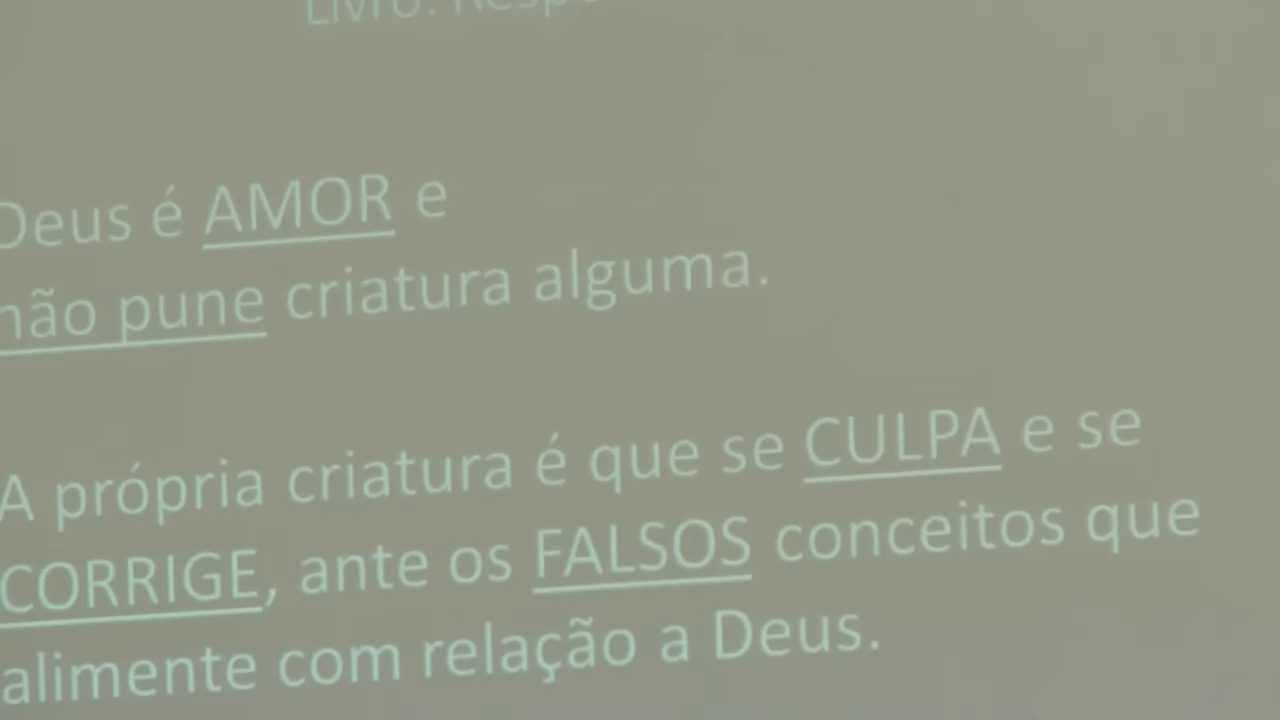 Deus é AMOR e
não pune criatura alguma.
A própria criatura é que se CULPA e se
CORRIGE, ante os FALSOS conceitos que
alimente com relação a Deus.